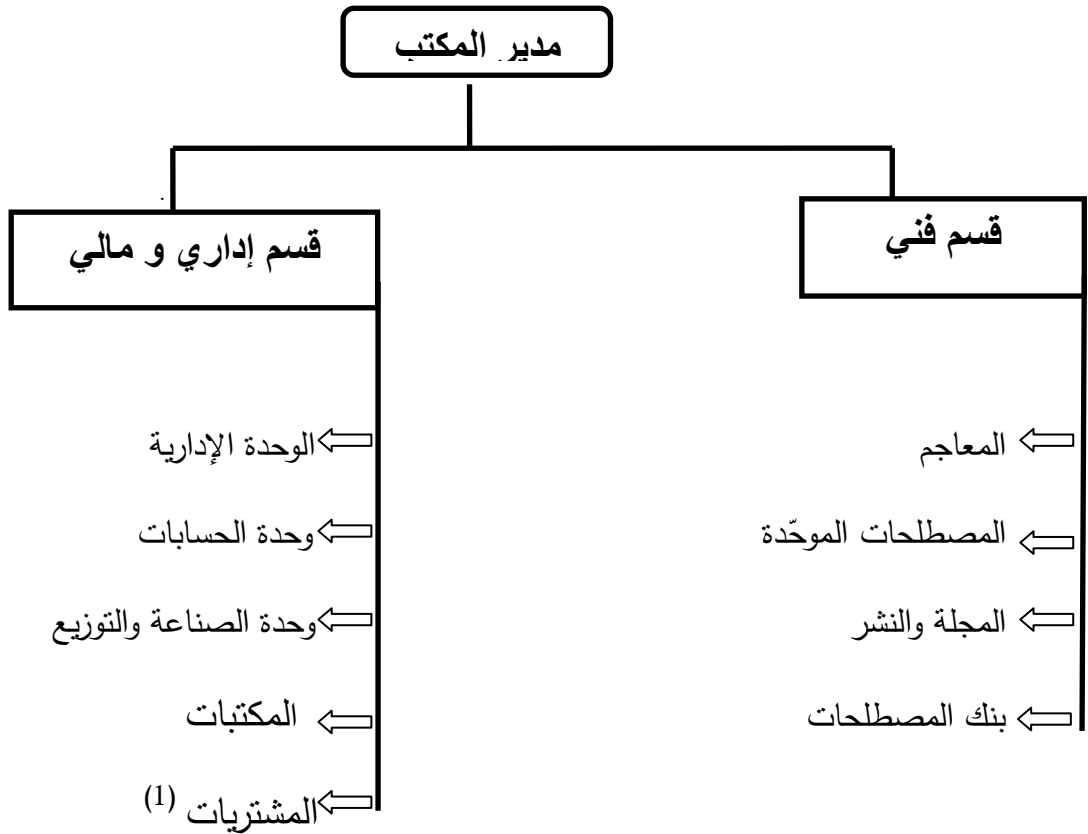 مدير المكتب
قسم فني
قسم إداري و مالي
المعاجم
المصطلحات الموحّدة
المجلة والنشر
بنك المصطلحات
الوحدة الإدارية
وحدة الحسابات
وحدة الصناعة والتوزيع
المكتبات
المشتريات (1)